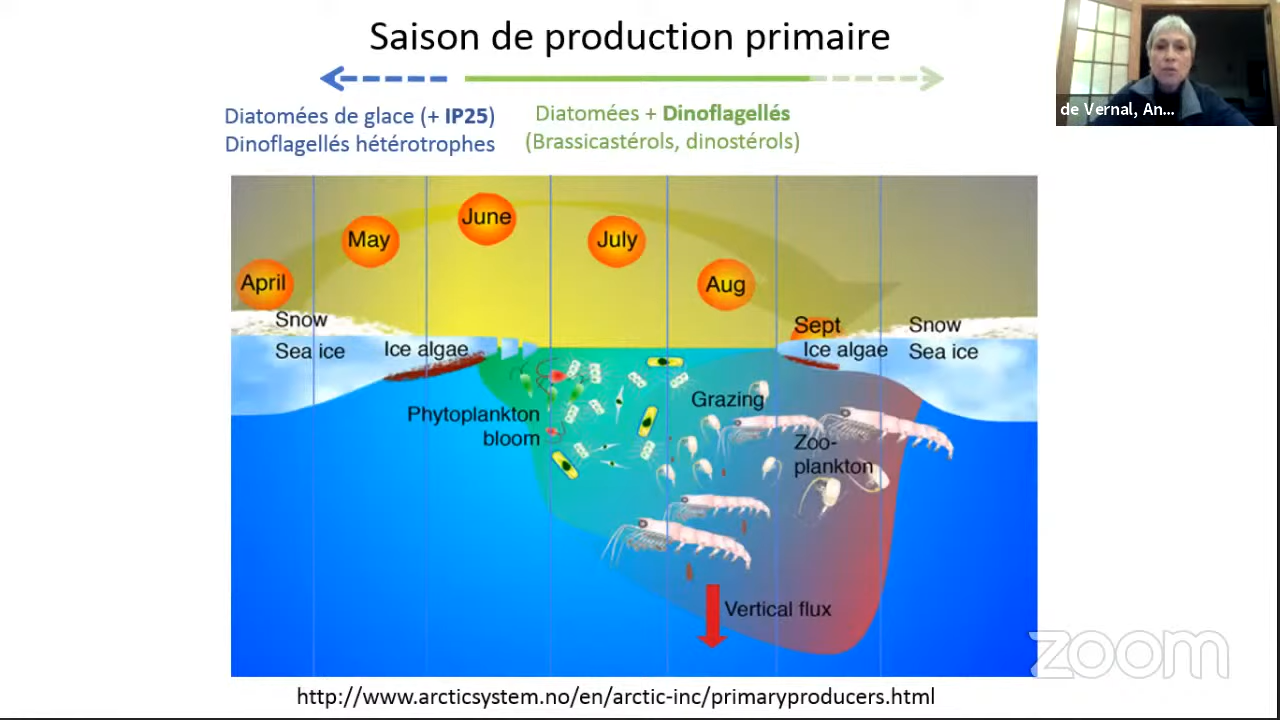 Saison de production primaire
de Vernal, An...
Diatomées de glace (+ IP25)
Dinoflagellés hétérotrophes
Diatomées + Dinoflagellés
(Brassicastérols, dinostérols)
April
May
June
July
Aug
Sept
Snow
Sea ice
Ice algae
Ice algae
Snow
Sea ice
Phytoplankton
bloom
Grazing
Zoo-
plankton
Vertical flux
zoom
http://www.arcticsystem.no/en/arctic-inc/primaryproducers.html